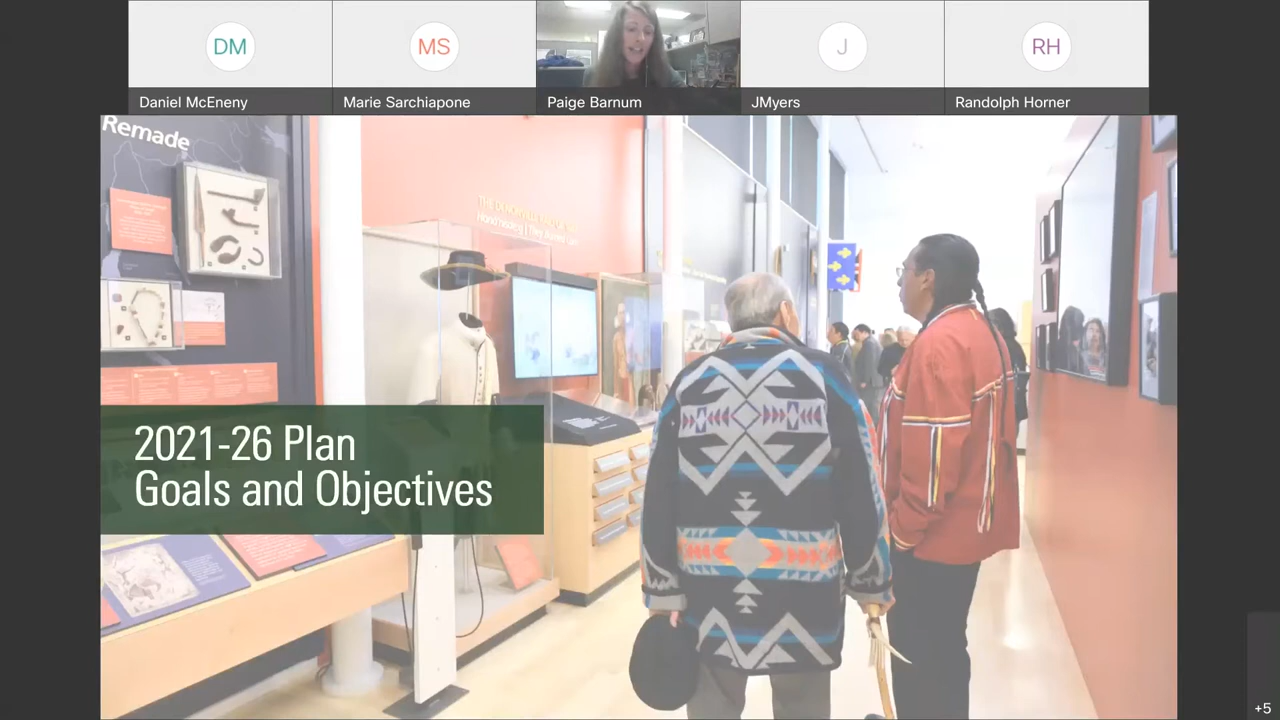 DM
MS
J
RH
Daniel McEneny
Marie Sarchiapone
Paige Barnum
JMyers
Randolph Horner
Remade
2021-26 Plan
Goals and Objectives
+5